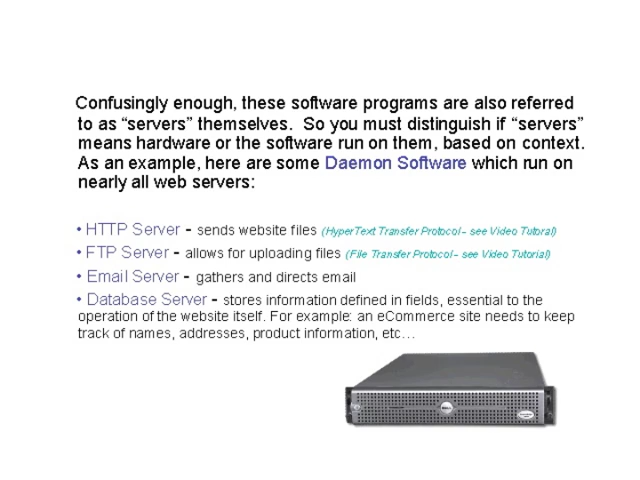 Confusingly enough, these software programs are also referred
to as “servers” themselves.  So you must distinguish if “servers”
means hardware or the software run on them, based on context.
As an example, here are some Daemon Software which run on
nearly all web servers:
• HTTP Server - sends website files (HyperText Transfer Protocol - see Video Tutoral)
• FTP Server - allows for uploading files (File Transfer Protocol - see Video Tutorial)
• Email Server - gathers and directs email
• Database Server - stores information defined in fields, essential to the
operation of the website itself. For example: an eCommerce site needs to keep
track of names, addresses, product information, etc…
DELL